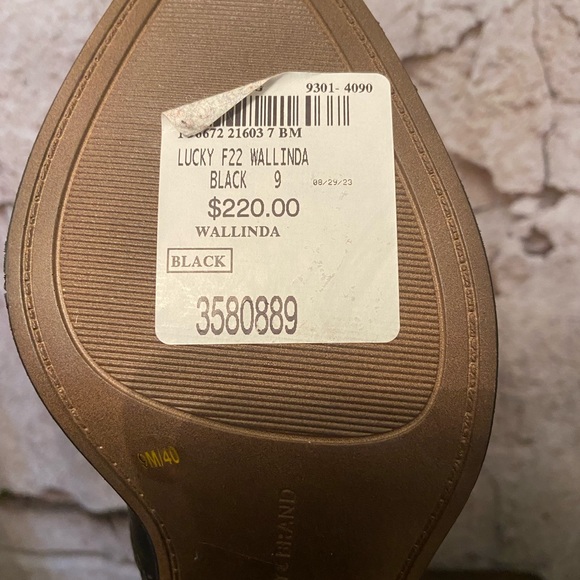 9301- 4090
21603 7 BM
LUCKY F22 WALLINDA
BLACK 9 08/29/23
$220.00
WALLINDA
BLACK
3580889
9M/40
BRAND